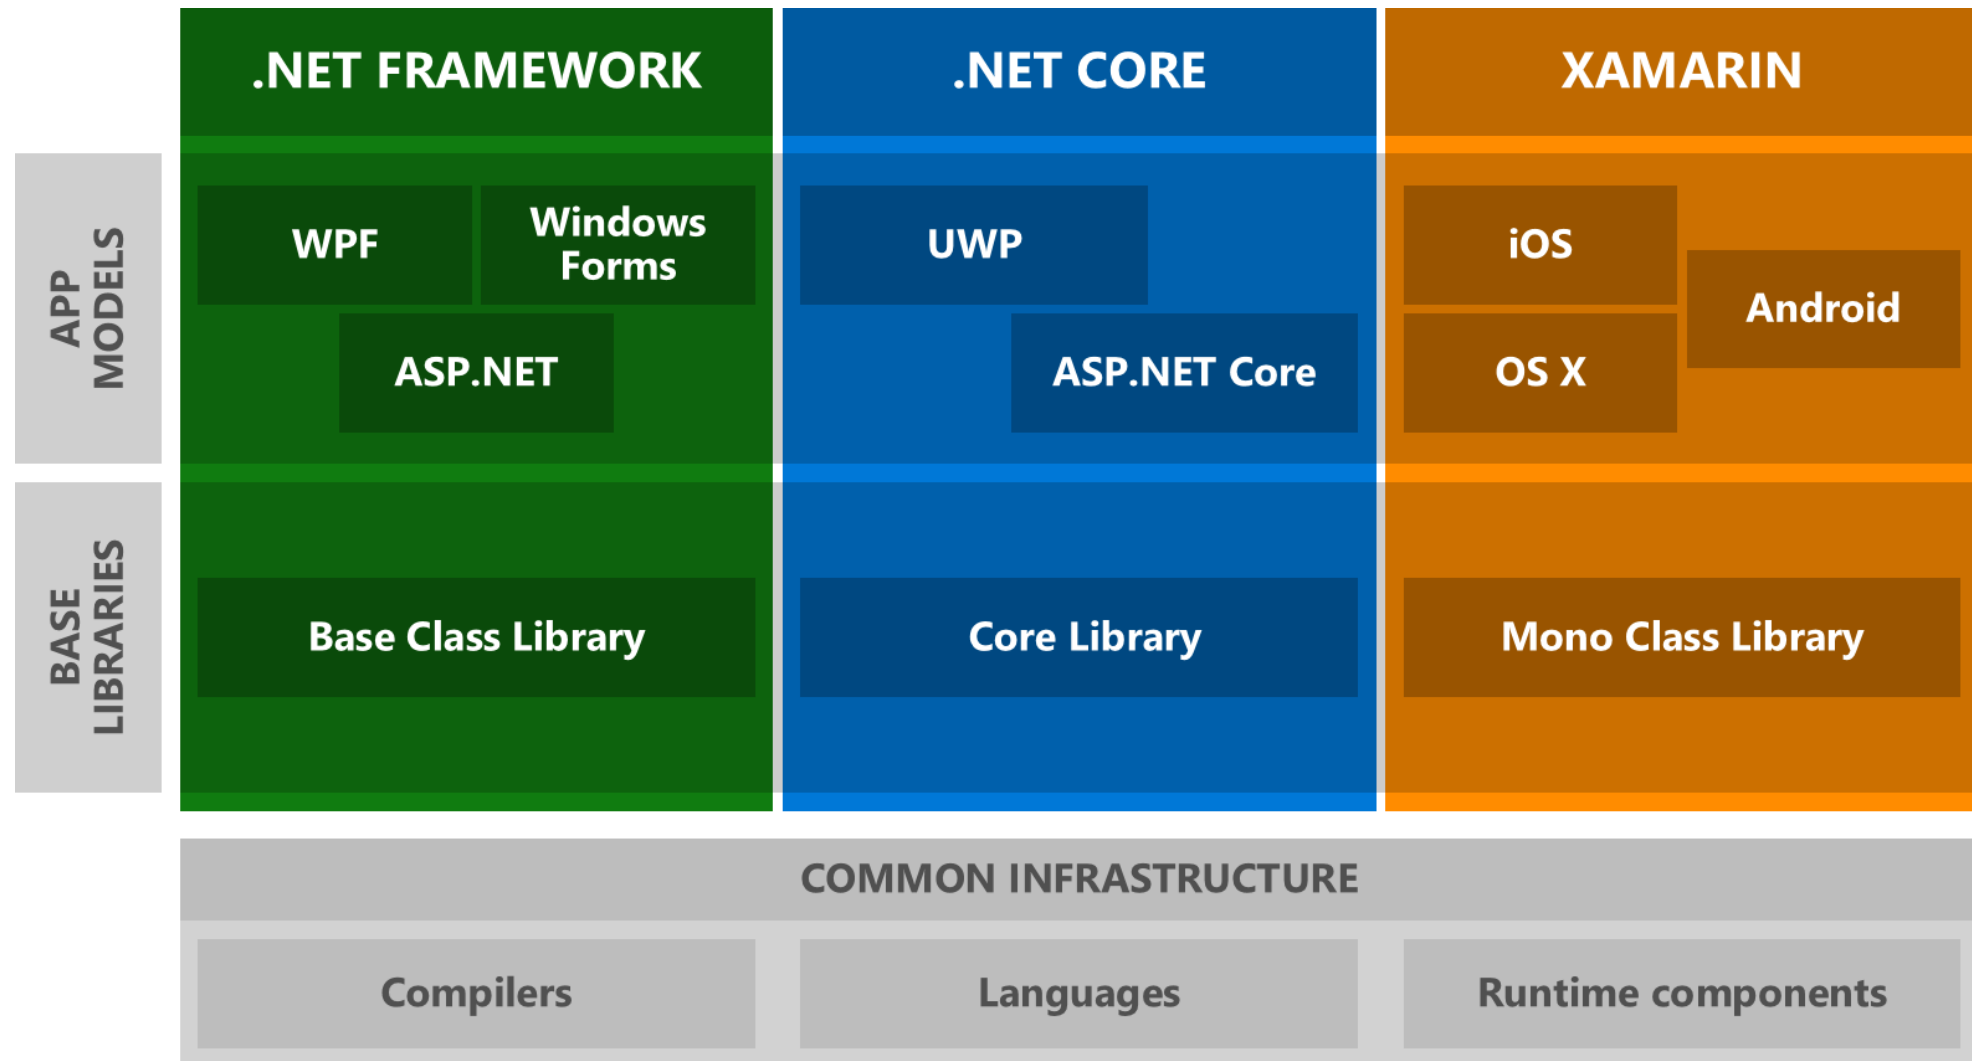 .NET FRAMEWORK
.NET CORE
XAMARIN
APP
MODELS
WPF
Windows
Forms
ASP.NET
UWP
ASP.NET Core
iOS
Android
OS X
BASE
LIBRARIES
Base Class Library
Core Library
Mono Class Library
COMMON INFRASTRUCTURE
Compilers
Languages
Runtime components